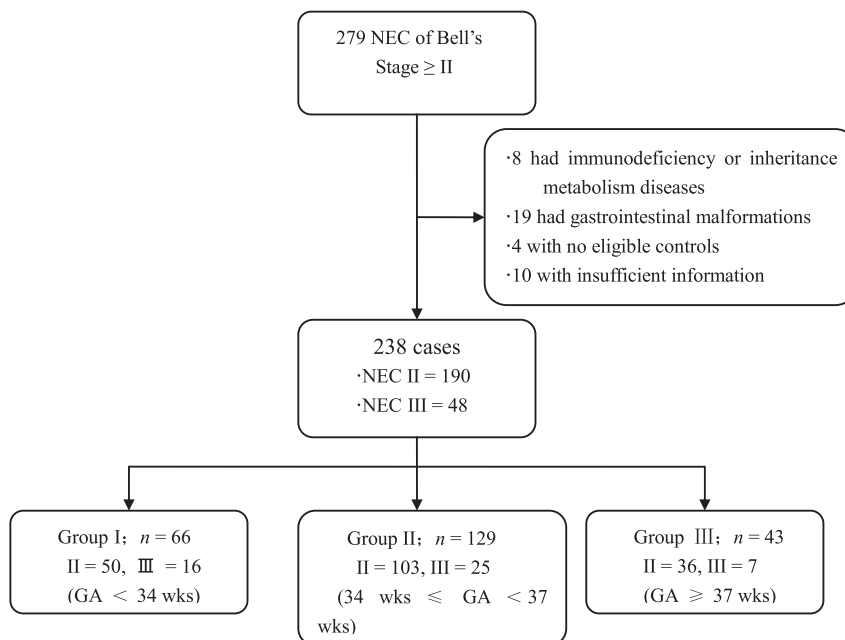 279 NEC of Bell's
Stage ≥ II
·8 had immunodeficiency or inheritance
metabolism diseases
·19 had gastrointestinal malformations
·4 with no eligible controls
·10 with insufficient information
238 cases
·NEC II = 190
·NEC III = 48
Group I; n = 66
II = 50, Ⅲ = 16
(GA < 34 wks)
Group II; n = 129
II = 103, III = 25
(34 wks ≤ GA < 37
wks)
Group Ⅲ; n = 43
II = 36, III = 7
(GA ≥ 37 wks)